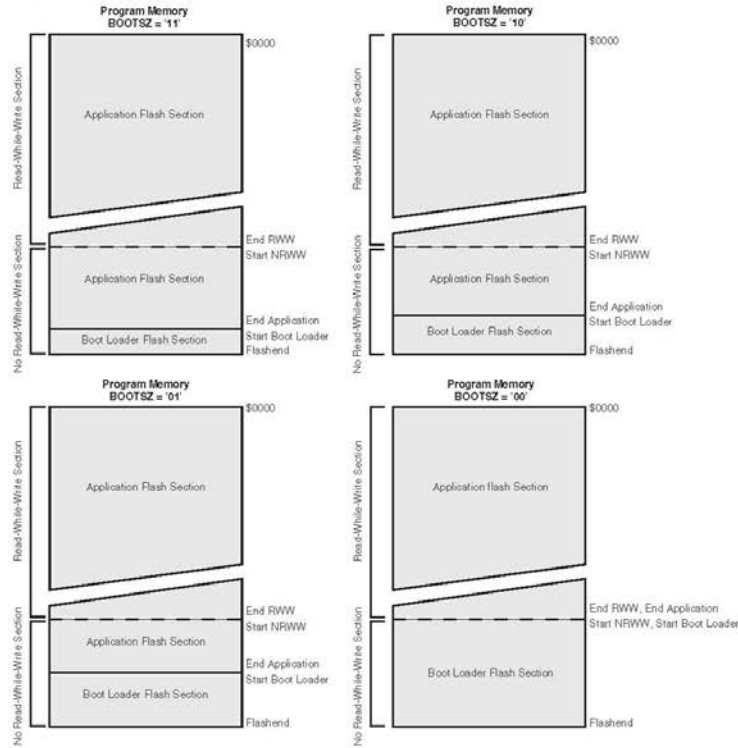 Program Memory
BOOTSZ = '11'
$0000
Read-While-Write Section
Application Flash Section
End RWW
Start NRWW
No Read-While-Write Section
Application Flash Section
End Application
Start Boot Loader
Boot Loader Flash Section
Flashend
Program Memory
BOOTSZ = '10'
$0000
Read-While-Write Section
Application Flash Section
End RWW
Start NRWW
No Read-While-Write Section
Application Flash Section
End Application
Start Boot Loader
Boot Loader Flash Section
Flashend
Program Memory
BOOTSZ = '01'
$0000
Read-While-Write Section
Application Flash Section
End RWW
Start NRWW
No Read-While-Write Section
Application Flash Section
End Application
Start Boot Loader
Boot Loader Flash Section
Flashend
Program Memory
BOOTSZ = '00'
$0000
Read-While-Write Section
Application flash Section
End RWW, End Application
Start NRWW, Start Boot Loader
No Read-While-Write Section
Boot Loader Flash Section
Flashend